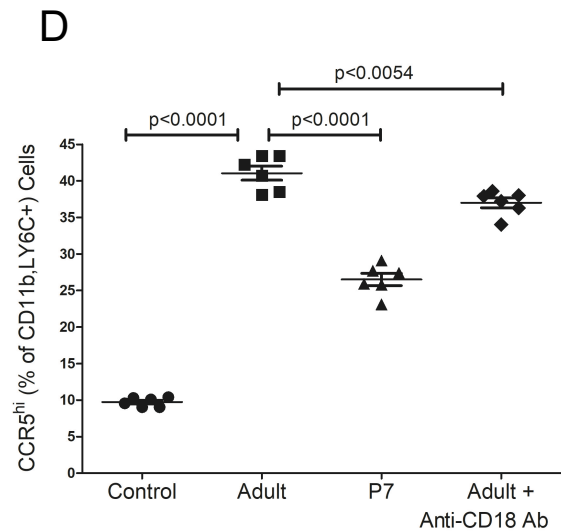 D
p<0.0054
p<0.0001
p<0.0001
CCR5hi (% of CD11b,LY6C+) Cells
45
40
35
30
25
20
15
10
5
0
Control
Adult
P7
Adult +
Anti-CD18 Ab